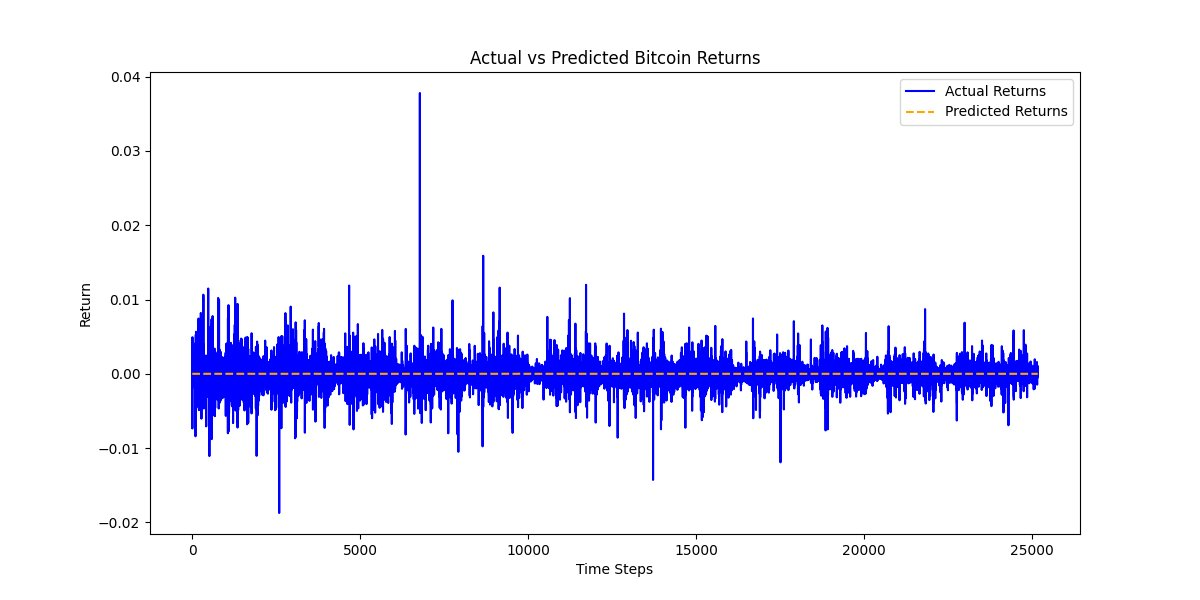 Actual vs Predicted Bitcoin Returns
Actual Returns
Predicted Returns
Return
0.04
0.03
0.02
0.01
0.00
−0.01
−0.02
0 5000 10000 15000 20000 25000
Time Steps